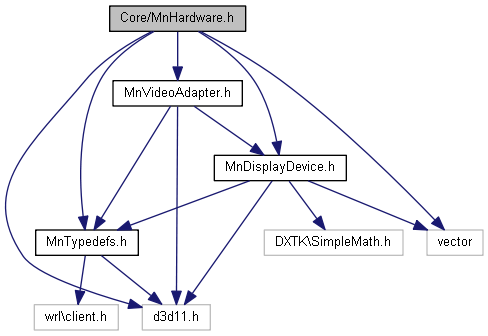 Core/MnHardware.h
MnVideoAdapter.h
MnDisplayDevice.h
MnTypedefs.h
DXTK\SimpleMath.h
vector
wrl\client.h
d3d11.h